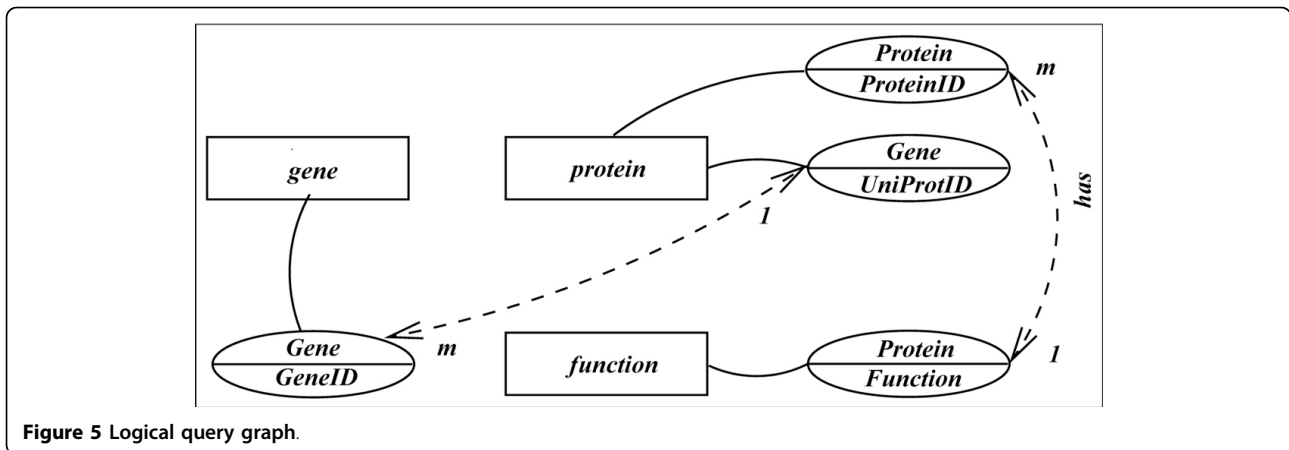 Protein
ProteinID
m
gene
protein
Gene
UniProtID
has
1
Gene
GeneID
m
function
Protein
Function
1
Figure 5 Logical query graph.